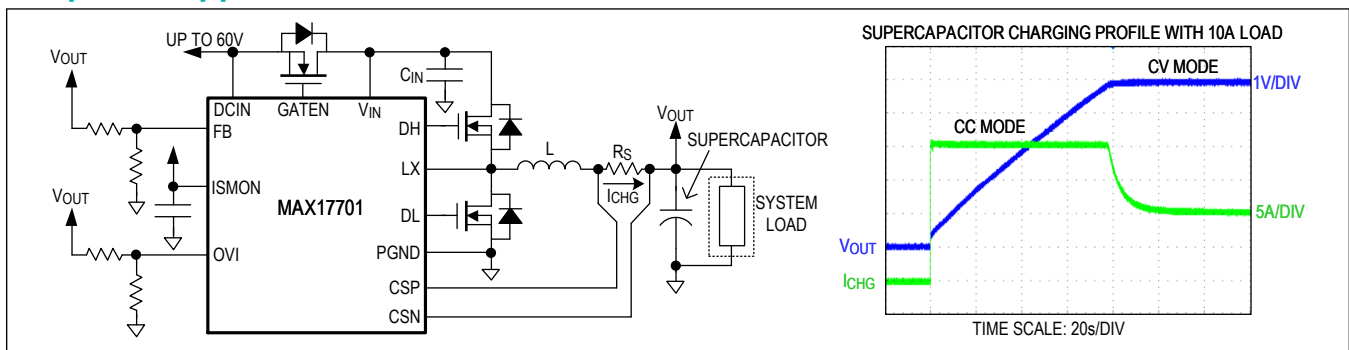 UP TO 60V
VOUT
CIN
DCIN
GATEN
VIN
FB
DH
VOUT
SUPERCAPACITOR
LX
L
RS
ISMON
ICHG
VOUT
MAX17701
DL
SYSTEM
LOAD
OVI
PGND
CSP
CSN
SUPERCAPACITOR CHARGING PROFILE WITH 10A LOAD
CV MODE
1V/DIV
CC MODE
5A/DIV
VOUT
ICHG
TIME SCALE: 20s/DIV